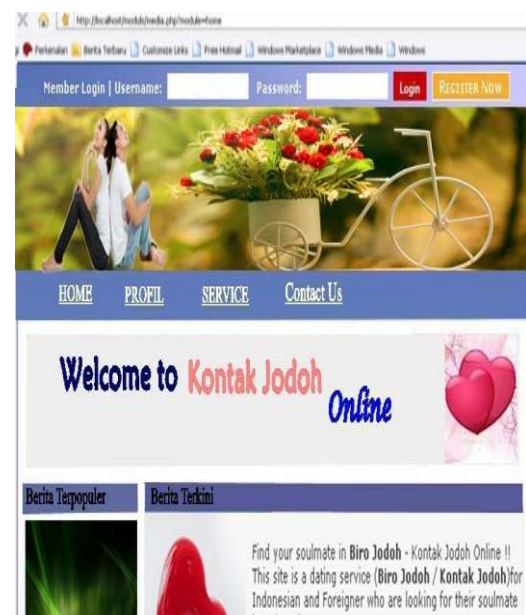 http://localhost/moduls/media.php?module=home
Perkenalan Berita Terbaru Customize Links Free Hotmail Windows Marketplace Windows Media Windows
Member Login | Username: Password: Login REGISTER NOW
HOME PROFIL SERVICE Contact Us
Welcome to Kontak Jodoh Online
Berita Terpopuler Berita Terkini
Find your soulmate in Biro Jodoh - Kontak Jodoh Online !!
This site is a dating service (Biro Jodoh / Kontak Jodoh)for
Indonesian and Foreigner who are looking for their soulmate